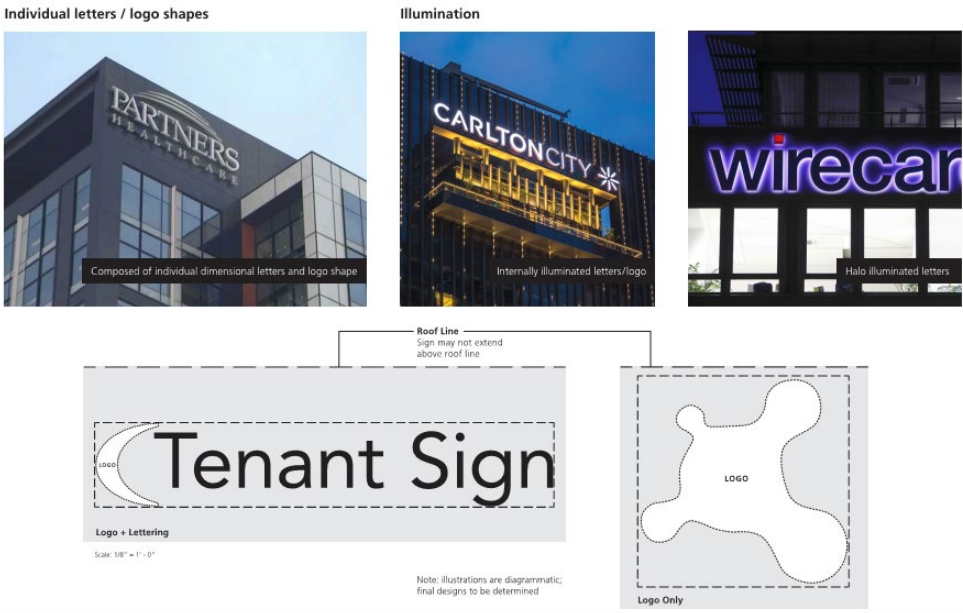 Individual letters / logo shapes
Illumination
PARTNERS
HEALTHCARE
Composed of individual dimensional letters and logo shape
CARLTONCITY
Internally illuminated letters/logo
wirecar
Halo illuminated letters
Roof Line
Sign may not extend
above roof line
LOGO
Tenant Sign
LOGO
Logo + Lettering
Scale: 1/8" = 1' - 0"
Note: illustrations are diagrammatic;
final designs to be determined
Logo Only